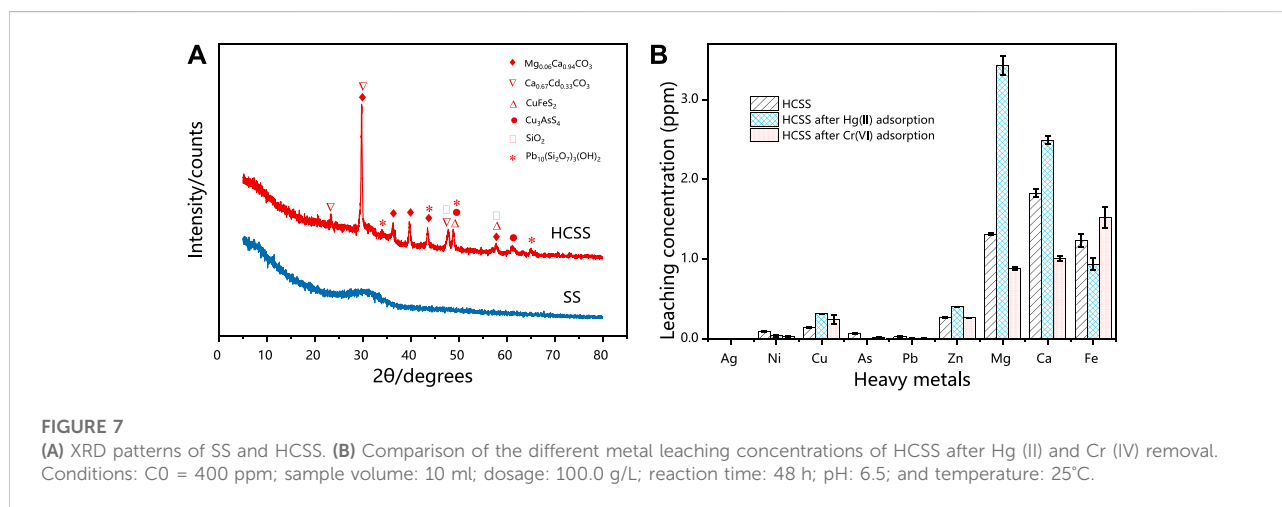 A
Intensity/counts
Mg0.06Ca0.94CO3
Ca0.67Cd0.33CO3
CuFeS2
Cu3AsS4
SiO2
Pb10(Si2O7)3(OH)2
HCSS
SS
0 10 20 30 40 50 60 70 80
2θ/degrees
B
Leaching concentration (ppm)
3.0
2.0
1.0
0.0
HCSS
HCSS after Hg(II) adsorption
HCSS after Cr(VI) adsorption
Ag Ni Cu As Pb Zn Mg Ca Fe
Heavy metals
FIGURE 7
(A) XRD patterns of SS and HCSS. (B) Comparison of the different metal leaching concentrations of HCSS after Hg (II) and Cr (IV) removal.
Conditions: C0 = 400 ppm; sample volume: 10 ml; dosage: 100.0 g/L; reaction time: 48 h; pH: 6.5; and temperature: 25°C.